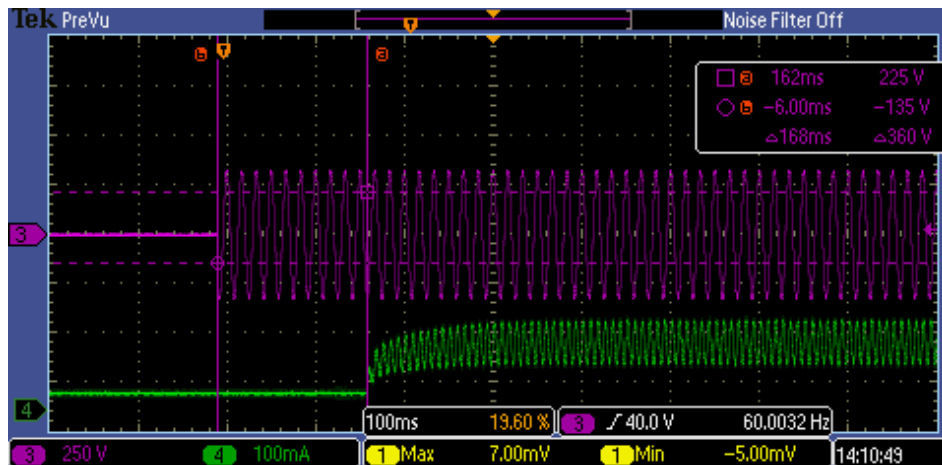 Tek PreVu Noise Filter Off
T
b T a
a 162ms 225 V
b −6.00ms −135 V
△168ms △360 V
3
4
100ms 19.60 % 3 ∫ 40.0 V 60.0032 Hz
3 250 V 4 100mA 1 Max 7.00mV 1 Min −5.00mV 14:10:49